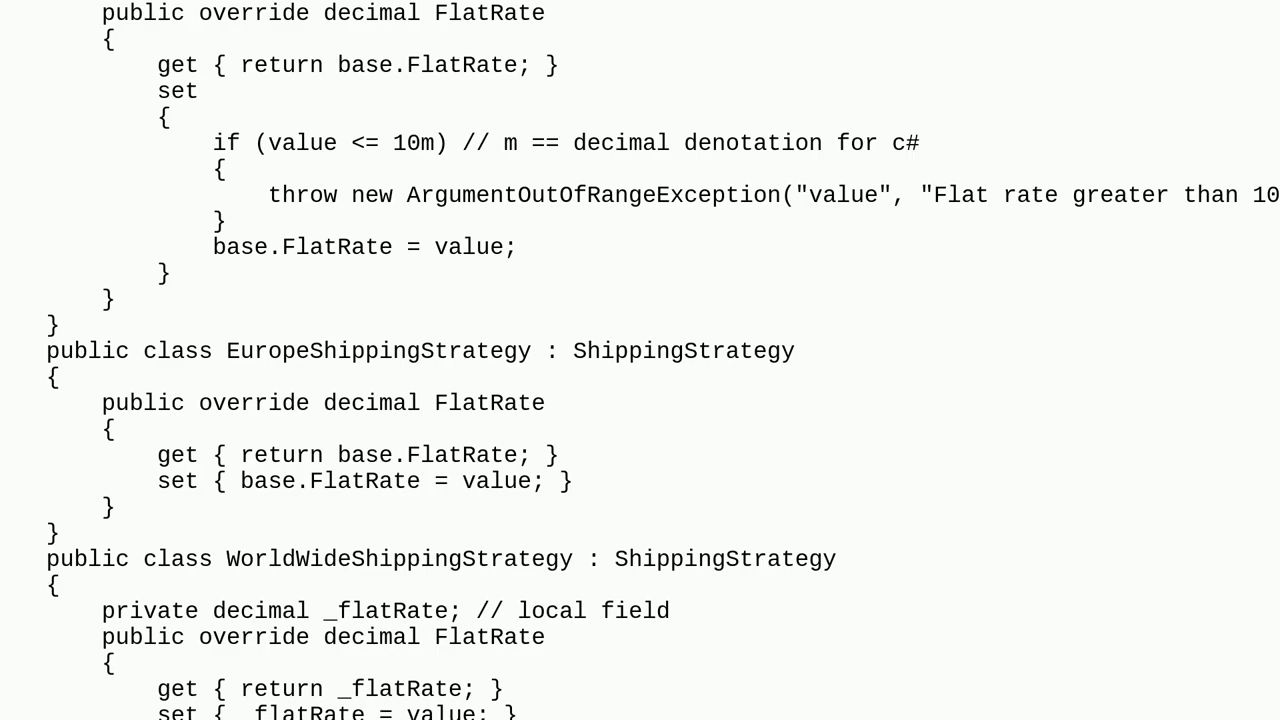 public override decimal FlatRate
{
get { return base.FlatRate; }
set
{
if (value <= 10m) // m == decimal denotation for c#
{
throw new ArgumentOutOfRangeException("value", "Flat rate greater than 10
}
base.FlatRate = value;
}
}
}
public class EuropeShippingStrategy : ShippingStrategy
{
public override decimal FlatRate
{
get { return base.FlatRate; }
set { base.FlatRate = value; }
}
}
public class WorldWideShippingStrategy : ShippingStrategy
{
private decimal _flatRate; // local field
public override decimal FlatRate
{
get { return _flatRate; }
set { _flatRate = value; }